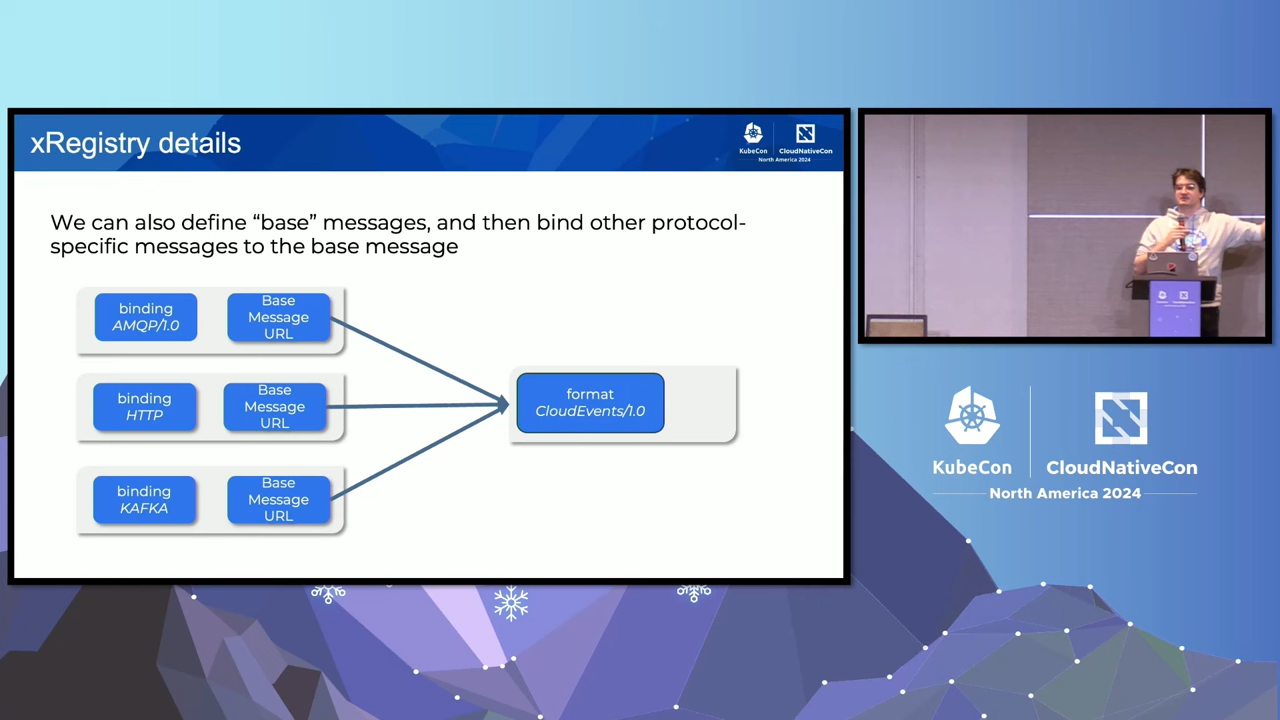 xRegistry details
KubeCon
CloudNativeCon
North America 2024
We can also define “base” messages, and then bind other protocol-
specific messages to the base message
binding
AMQP/1.0
Base
Message
URL
binding
HTTP
Base
Message
URL
binding
KAFKA
Base
Message
URL
format
CloudEvents/1.0
KubeCon
CloudNativeCon
North America 2024